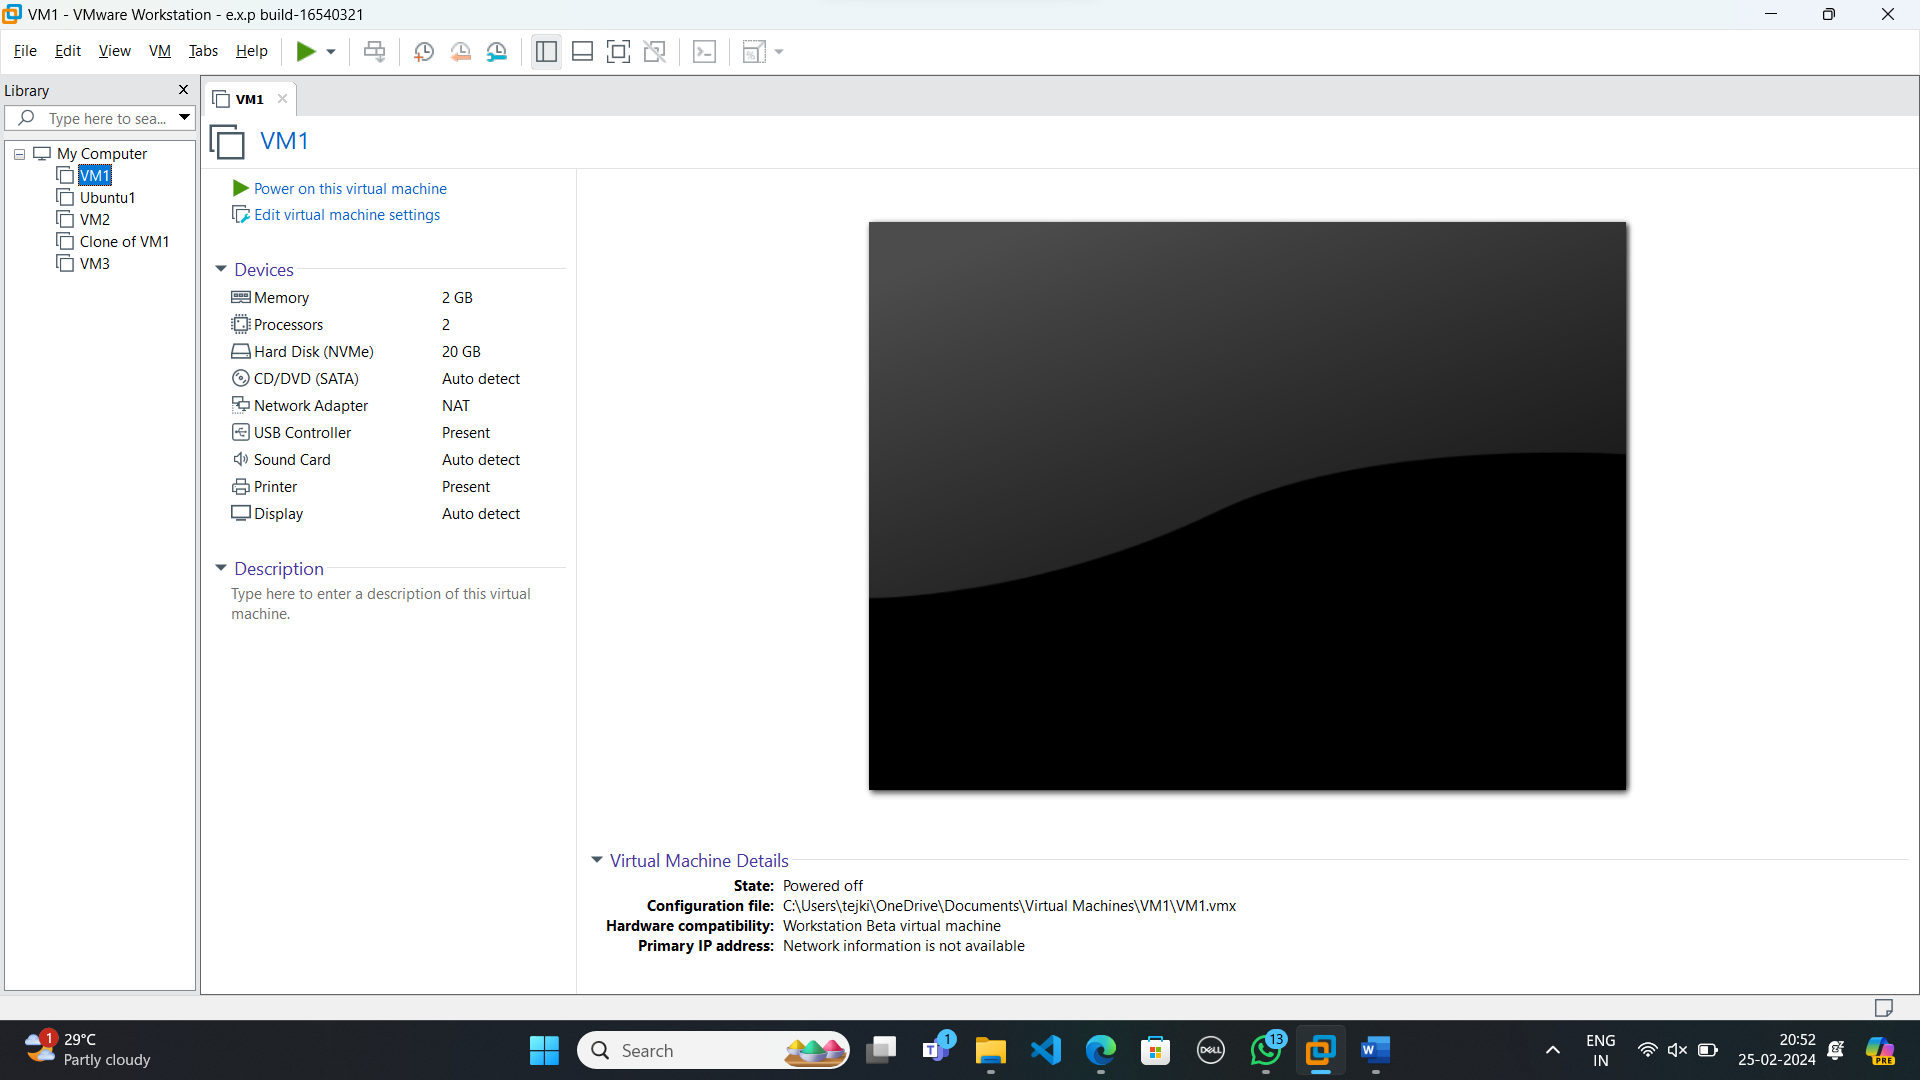 VM1 - VMware Workstation - e.x.p build-16540321
File Edit View VM Tabs Help
Library
Type here to sea...
My Computer
VM1
Ubuntu1
VM2
Clone of VM1
VM3
VM1
VM1
Power on this virtual machine
Edit virtual machine settings
Devices
Memory 2 GB
Processors 2
Hard Disk (NVMe) 20 GB
CD/DVD (SATA) Auto detect
Network Adapter NAT
USB Controller Present
Sound Card Auto detect
Printer Present
Display Auto detect
Description
Type here to enter a description of this virtual
machine.
Virtual Machine Details
State: Powered off
Configuration file: C:\Users\tejki\OneDrive\Documents\Virtual Machines\VM1\VM1.vmx
Hardware compatibility: Workstation Beta virtual machine
Primary IP address: Network information is not available
1
29°C
Partly cloudy
Search
T
1
DELL
13
W
ENG
IN
20:52
25-02-2024
PRE